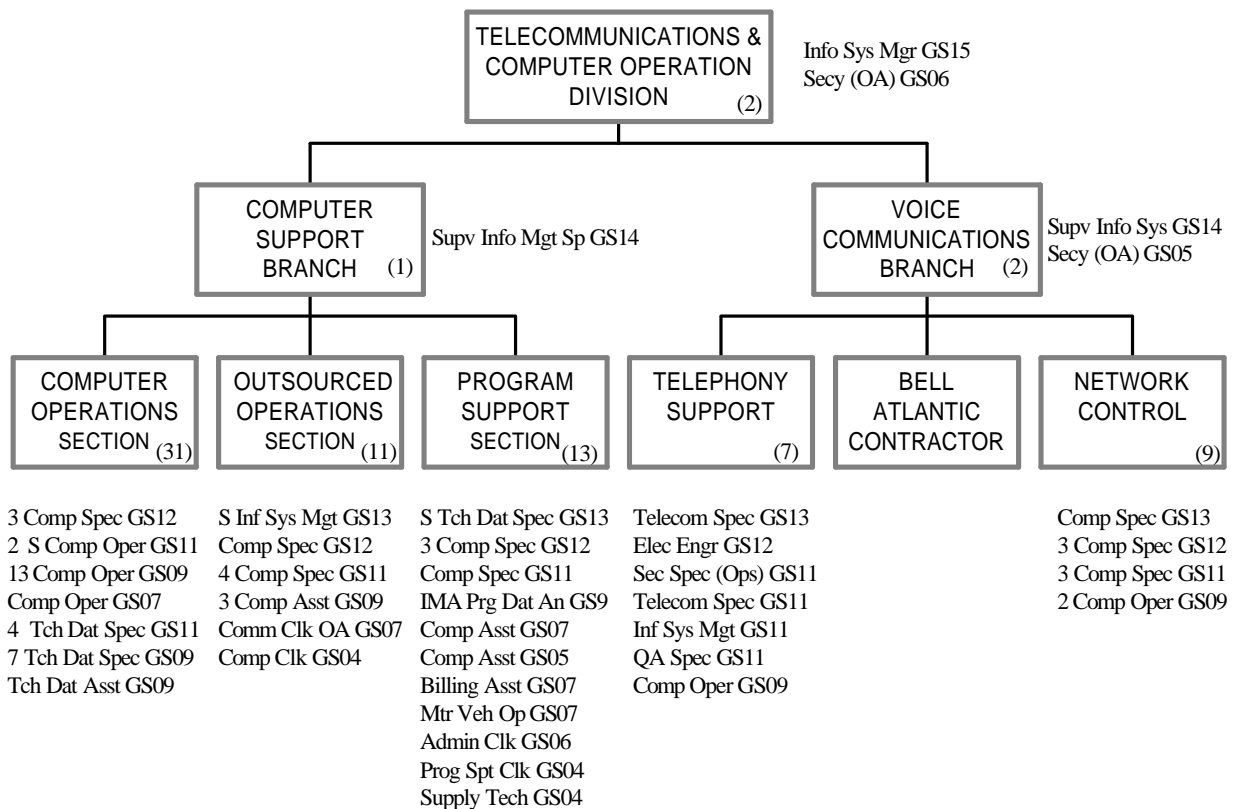 TELECOMMUNICATIONS &
COMPUTER OPERATION
DIVISION
(2)
Info Sys Mgr GS15
Secy (OA) GS06
COMPUTER
SUPPORT
BRANCH
(1)
Supv Info Mgt Sp GS14
VOICE
COMMUNICATIONS
BRANCH
(2)
Supv Info Sys GS14
Secy (OA) GS05
COMPUTER
OPERATIONS
SECTION
(31)
OUTSOURCED
OPERATIONS
SECTION
(11)
PROGRAM
SUPPORT
SECTION
(13)
TELEPHONY
SUPPORT
(7)
BELL
ATLANTIC
CONTRACTOR
NETWORK
CONTROL
(9)
3 Comp Spec GS12
2 S Comp Oper GS11
13 Comp Oper GS09
Comp Oper GS07
4 Tch Dat Spec GS11
7 Tch Dat Spec GS09
Tch Dat Asst GS09
S Inf Sys Mgt GS13
Comp Spec GS12
4 Comp Spec GS11
3 Comp Asst GS09
Comm Clk OA GS07
Comp Clk GS04
S Tch Dat Spec GS13
3 Comp Spec GS12
Comp Spec GS11
IMA Prg Dat An GS9
Comp Asst GS07
Comp Asst GS05
Billing Asst GS07
Mtr Veh Op GS07
Admin Clk GS06
Prog Spt Clk GS04
Supply Tech GS04
Telecom Spec GS13
Elec Engr GS12
Sec Spec (Ops) GS11
Telecom Spec GS11
Inf Sys Mgt GS11
QA Spec GS11
Comp Oper GS09
Comp Spec GS13
3 Comp Spec GS12
3 Comp Spec GS11
2 Comp Oper GS09